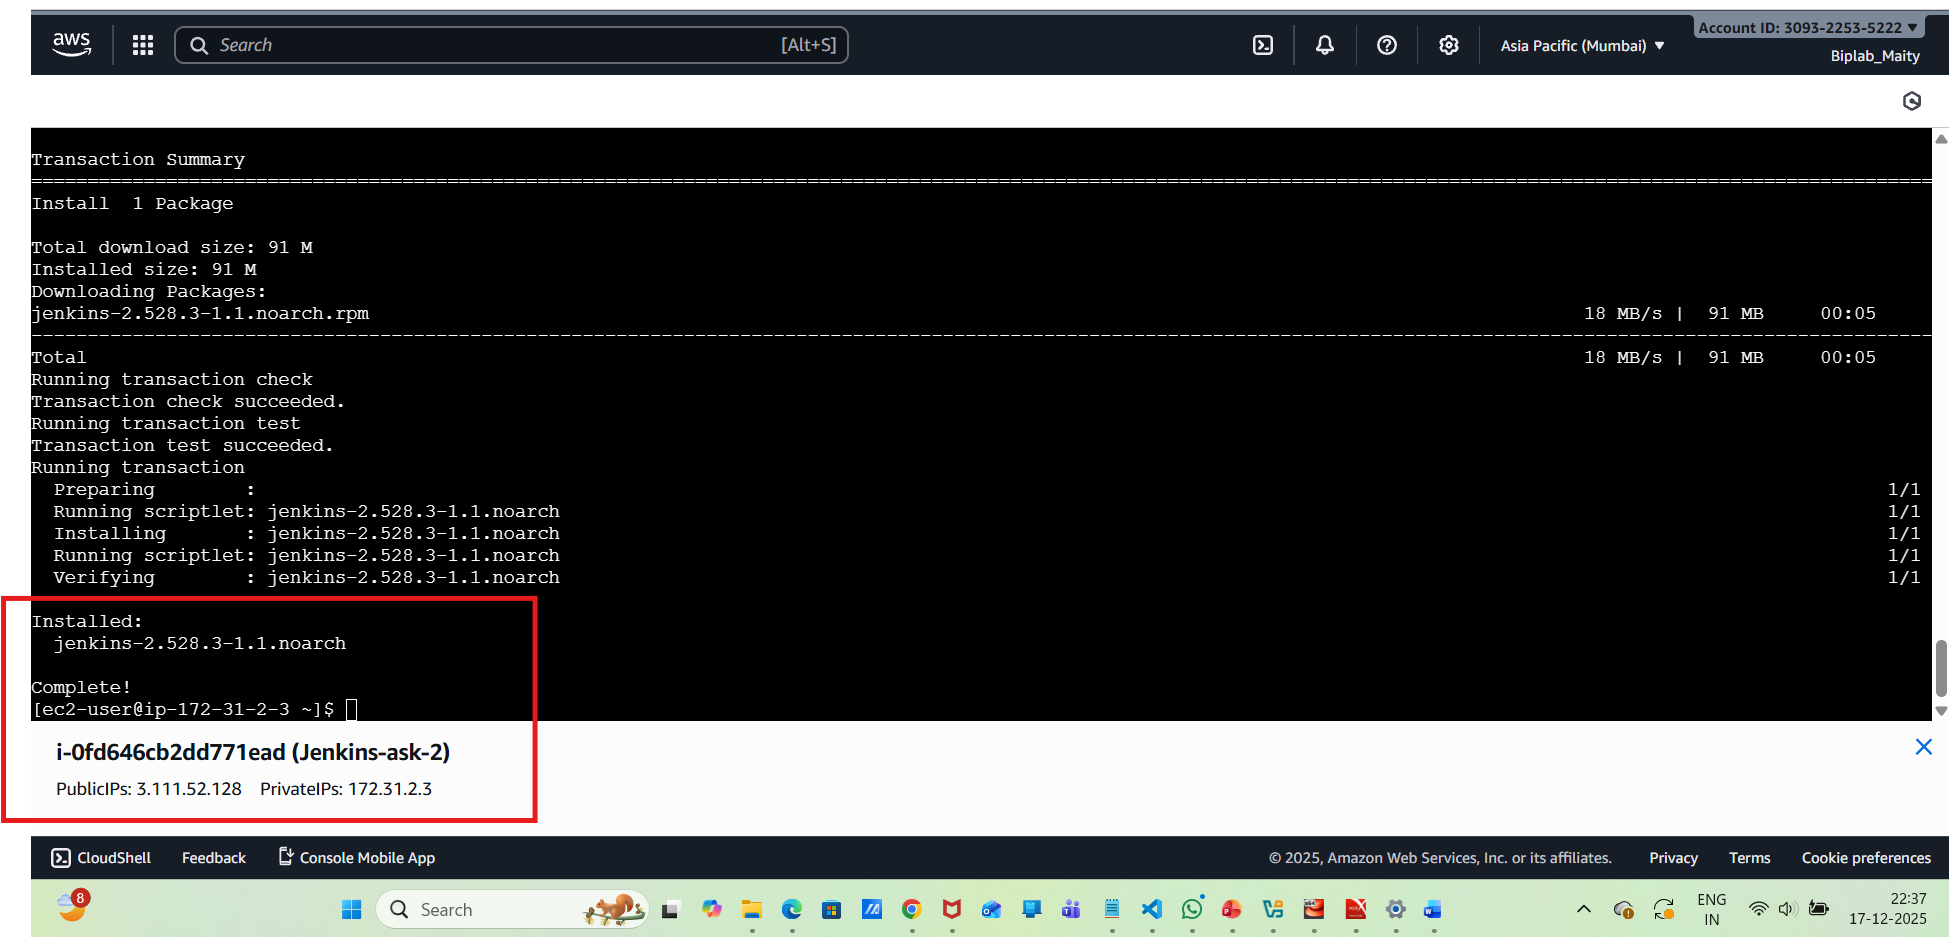 aws
Search [Alt+S]
Asia Pacific (Mumbai)
Account ID: 3093-2253-5222
Biplab_Maity
Transaction Summary
Install  1 Package
Total download size: 91 M
Installed size: 91 M
Downloading Packages:
jenkins-2.528.3-1.1.noarch.rpm 18 MB/s | 91 MB 00:05
Total 18 MB/s | 91 MB 00:05
Running transaction check
Transaction check succeeded.
Running transaction test
Transaction test succeeded.
Running transaction
Preparing : 1/1
Running scriptlet: jenkins-2.528.3-1.1.noarch 1/1
Installing : jenkins-2.528.3-1.1.noarch 1/1
Running scriptlet: jenkins-2.528.3-1.1.noarch 1/1
Verifying : jenkins-2.528.3-1.1.noarch 1/1
Installed:
jenkins-2.528.3-1.1.noarch
Complete!
[ec2-user@ip-172-31-2-3 ~]$
i-0fd646cb2dd771ead (Jenkins-ask-2)
PublicIPs: 3.111.52.128 PrivateIPs: 172.31.2.3
CloudShell Feedback Console Mobile App © 2025, Amazon Web Services, Inc. or its affiliates. Privacy Terms Cookie preferences
8
Search
ENG
IN
22:37
17-12-2025